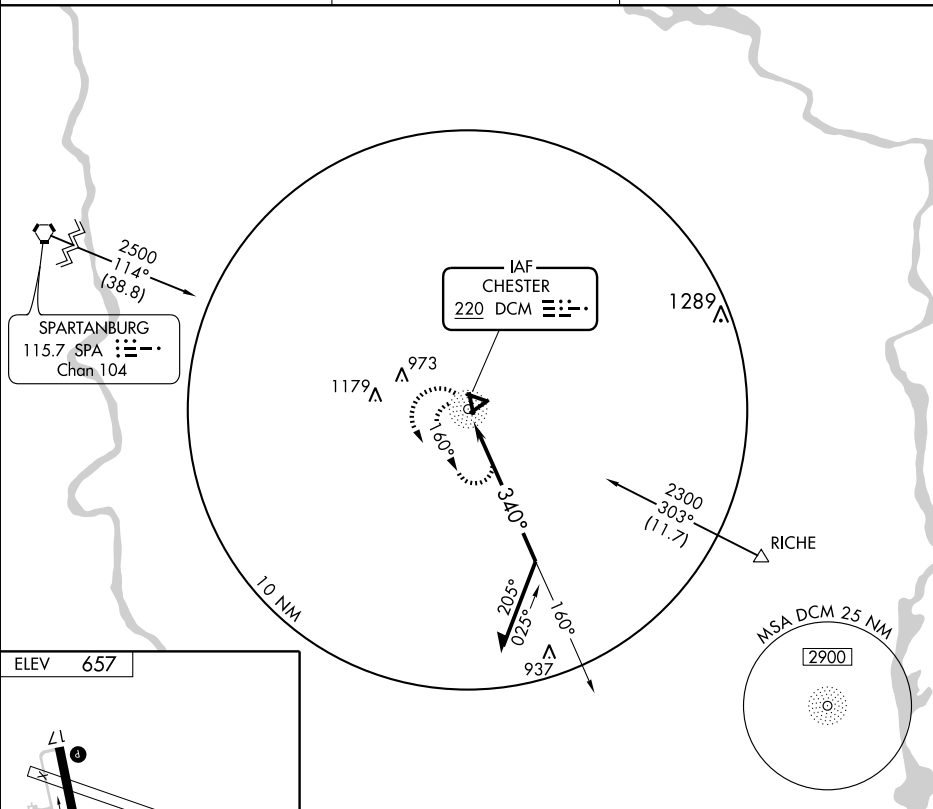 2500
114°
(38.8)
SPARTANBURG
115.7 SPA
Chan 104
IAF
CHESTER
220 DCM
1289
973
1179
160°
340°
2300
303°
(11.7)
RICHE
205°
025°
160°
937
10 NM
MSA DCM 25 NM
2900
ELEV 657
17
P
X